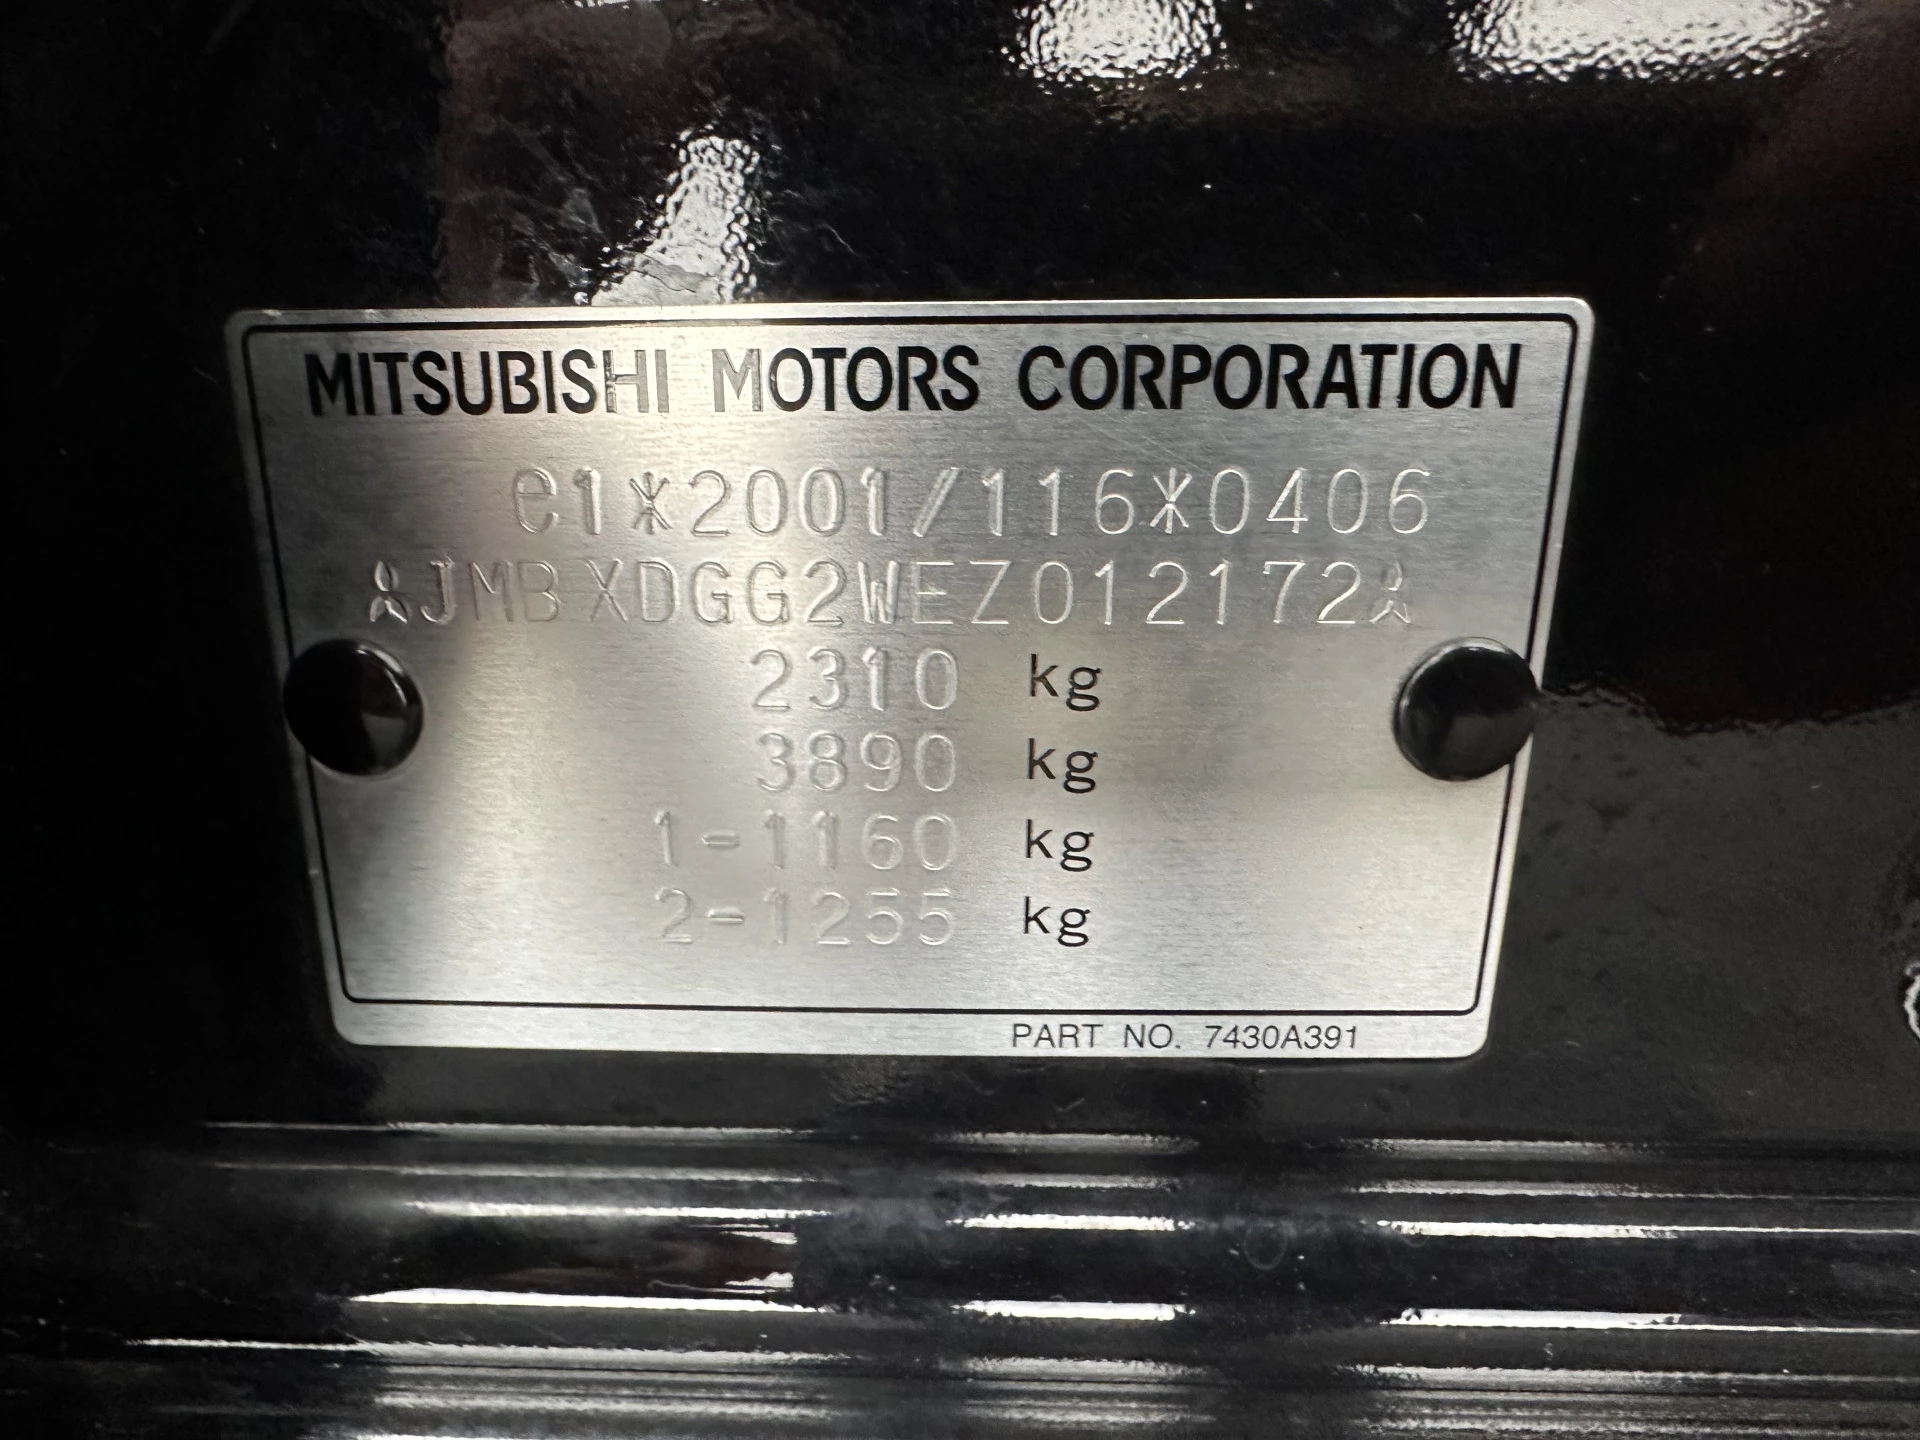 MITSUBISHI MOTORS CORPORATION
e1*2001/116*0406
JMBXDGG2WEZ012172
2310 kg
3890 kg
1-1160 kg
2-1255 kg
PART NO. 7430A391